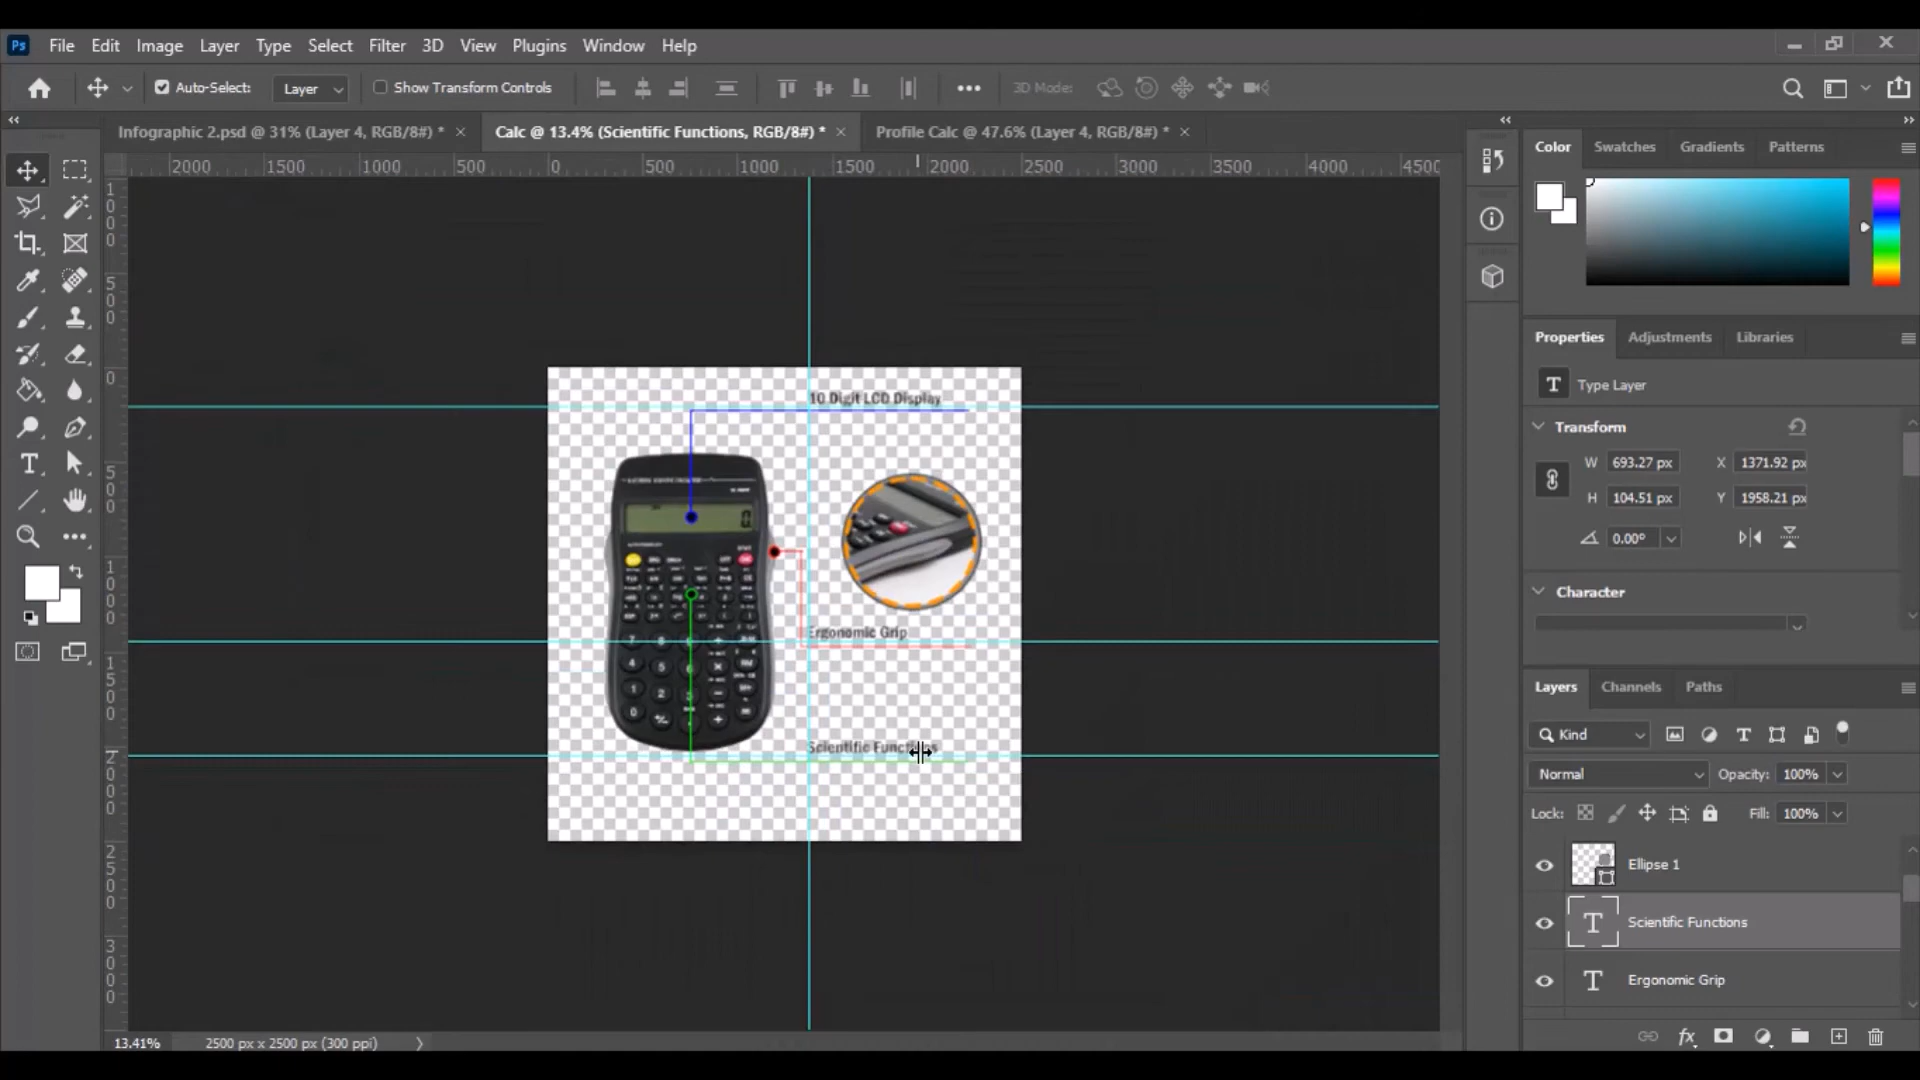 Ps File Edit Image Layer Type Select Filter 3D View Plugins Window Help
Auto-Select: Layer Show Transform Controls 3D Mode:
Infographic 2.psd @ 31% (Layer 4, RGB/8#) * Calc @ 13.4% (Scientific Functions, RGB/8#) * Profile Calc @ 47.6% (Layer 4, RGB/8#) *
2000 1500 1000 500 0 500 1000 1500 2000 2500 3000 3500 4000 4500
10 Digit LCD Display
Ergonomic Grip
Scientific Functions
13.41% 2500 px x 2500 px (300 ppi)
Color Swatches Gradients Patterns
Properties Adjustments Libraries
T Type Layer
Transform
W 693.27 px X 1371.92 px
H 104.51 px Y 1958.21 px
0.00°
Character
Layers Channels Paths
Kind
Normal Opacity: 100%
Lock: Fill: 100%
Ellipse 1
T Scientific Functions
T Ergonomic Grip
fx